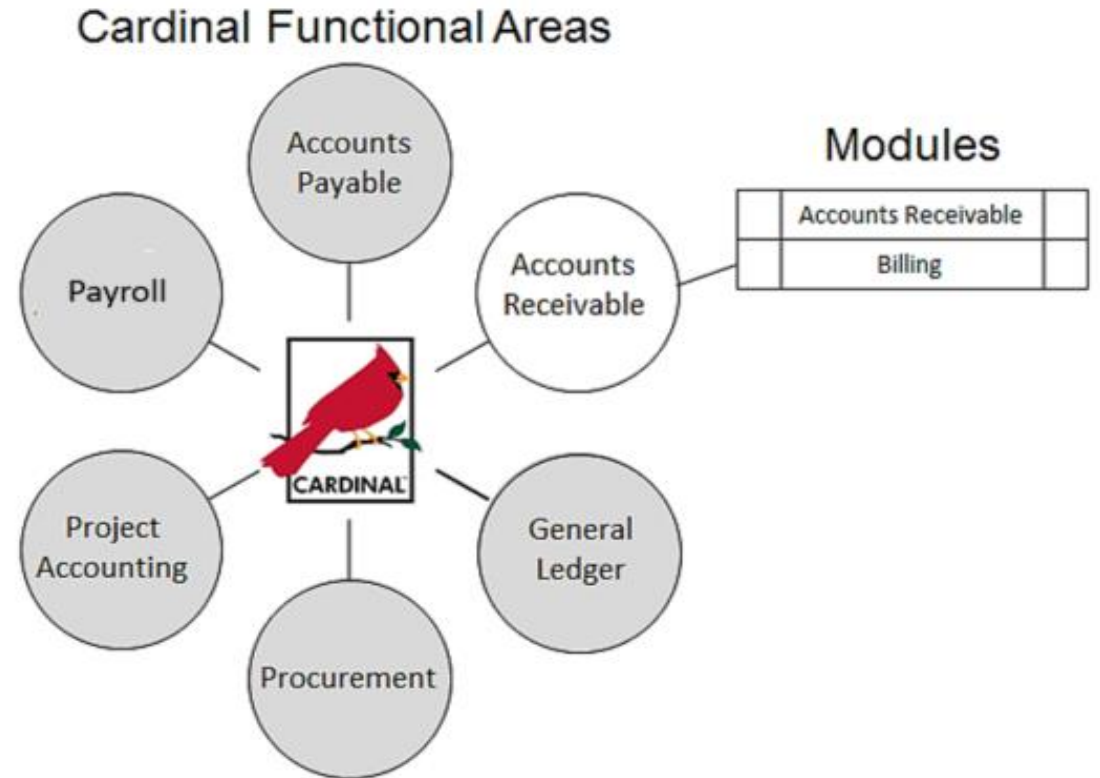 Cardinal Functional Areas
Accounts
Payable
Modules
Accounts Receivable
Billing
Payroll
Accounts
Receivable
CARDINAL
Project
Accounting
General
Ledger
Procurement